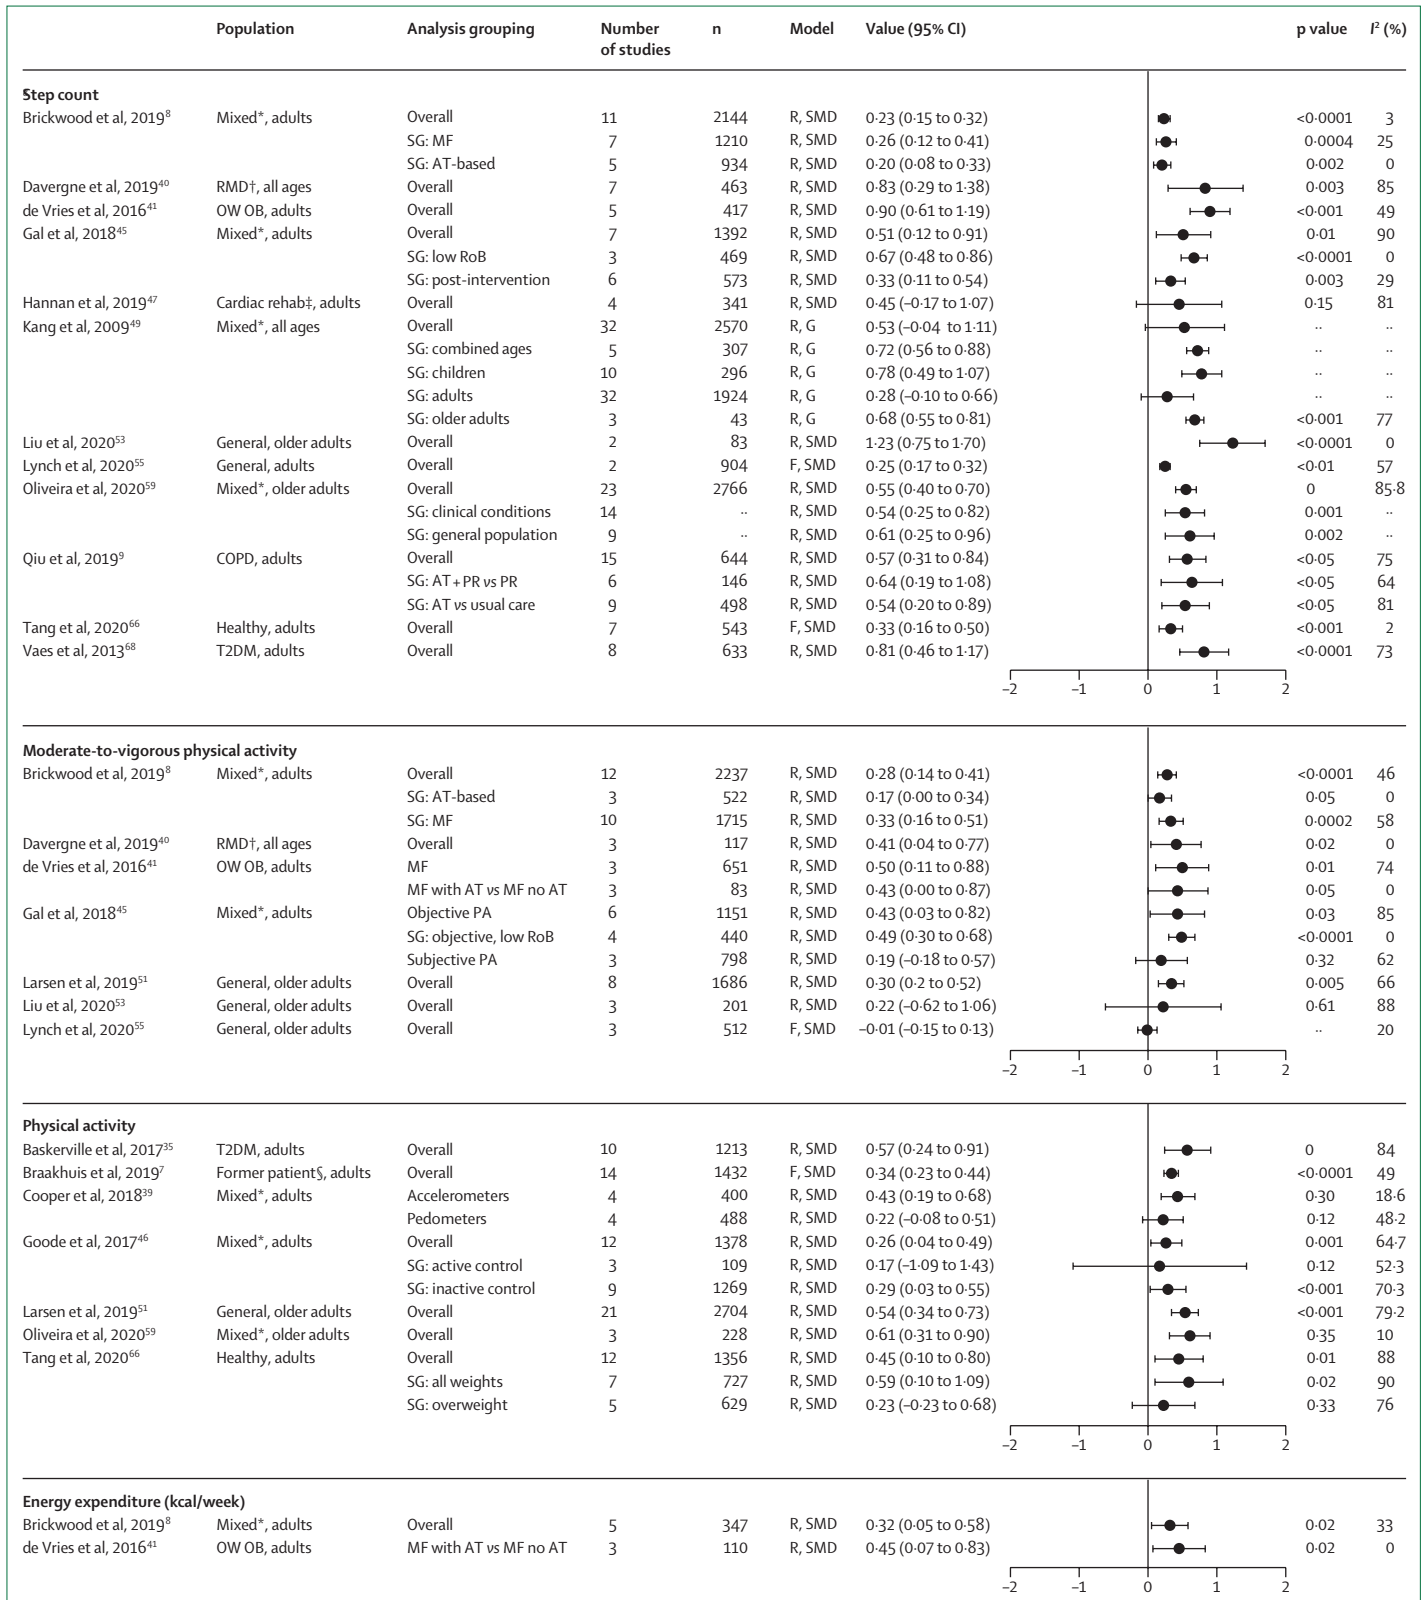 Population Analysis grouping Number of studies n Model Value (95% CI) p value I² (%)
Step count
Brickwood et al, 2019⁸ Mixed*, adults Overall 11 2144 R, SMD 0·23 (0·15 to 0·32) <0·0001 3
SG: MF 7 1210 R, SMD 0·26 (0·12 to 0·41) 0·0004 25
SG: AT-based 5 934 R, SMD 0·20 (0·08 to 0·33) 0·002 0
Davergne et al, 2019⁴⁰ RMD†, all ages Overall 7 463 R, SMD 0·83 (0·29 to 1·38) 0·003 85
de Vries et al, 2016⁴¹ OW OB, adults Overall 5 417 R, SMD 0·90 (0·61 to 1·19) <0·001 49
Gal et al, 2018⁴⁵ Mixed*, adults Overall 7 1392 R, SMD 0·51 (0·12 to 0·91) 0·01 90
SG: low RoB 3 469 R, SMD 0·67 (0·48 to 0·86) <0·0001 0
SG: post-intervention 6 573 R, SMD 0·33 (0·11 to 0·54) 0·003 29
Hannan et al, 2019⁴⁷ Cardiac rehab‡, adults Overall 4 341 R, SMD 0·45 (–0·17 to 1·07) 0·15 81
Kang et al, 2009⁴⁹ Mixed*, all ages Overall 32 2570 R, G 0·53 (–0·04 to 1·11) ·· ··
SG: combined ages 5 307 R, G 0·72 (0·56 to 0·88) ·· ··
SG: children 10 296 R, G 0·78 (0·49 to 1·07) ·· ··
SG: adults 32 1924 R, G 0·28 (–0·10 to 0·66) ·· ··
SG: older adults 3 43 R, G 0·68 (0·55 to 0·81) <0·001 77
Liu et al, 2020⁵³ General, older adults Overall 2 83 R, SMD 1·23 (0·75 to 1·70) <0·0001 0
Lynch et al, 2020⁵⁵ General, adults Overall 2 904 F, SMD 0·25 (0·17 to 0·32) <0·01 57
Oliveira et al, 2020⁵⁹ Mixed*, older adults Overall 23 2766 R, SMD 0·55 (0·40 to 0·70) 0 85·8
SG: clinical conditions 14 ·· R, SMD 0·54 (0·25 to 0·82) 0·001 ··
SG: general population 9 ·· R, SMD 0·61 (0·25 to 0·96) 0·002 ··
Qiu et al, 2019⁹ COPD, adults Overall 15 644 R, SMD 0·57 (0·31 to 0·84) <0·05 75
SG: AT + PR vs PR 6 146 R, SMD 0·64 (0·19 to 1·08) <0·05 64
SG: AT vs usual care 9 498 R, SMD 0·54 (0·20 to 0·89) <0·05 81
Tang et al, 2020⁶⁶ Healthy, adults Overall 7 543 F, SMD 0·33 (0·16 to 0·50) <0·001 2
Vaes et al, 2013⁶⁸ T2DM, adults Overall 8 633 R, SMD 0·81 (0·46 to 1·17) <0·0001 73
–2 –1 0 1 2
Moderate-to-vigorous physical activity
Brickwood et al, 2019⁸ Mixed*, adults Overall 12 2237 R, SMD 0·28 (0·14 to 0·41) <0·0001 46
SG: AT-based 3 522 R, SMD 0·17 (0·00 to 0·34) 0·05 0
SG: MF 10 1715 R, SMD 0·33 (0·16 to 0·51) 0·0002 58
Davergne et al, 2019⁴⁰ RMD†, all ages Overall 3 117 R, SMD 0·41 (0·04 to 0·77) 0·02 0
de Vries et al, 2016⁴¹ OW OB, adults MF 3 651 R, SMD 0·50 (0·11 to 0·88) 0·01 74
MF with AT vs MF no AT 3 83 R, SMD 0·43 (0·00 to 0·87) 0·05 0
Gal et al, 2018⁴⁵ Mixed*, adults Objective PA 6 1151 R, SMD 0·43 (0·03 to 0·82) 0·03 85
SG: objective, low RoB 4 440 R, SMD 0·49 (0·30 to 0·68) <0·0001 0
Subjective PA 3 798 R, SMD 0·19 (–0·18 to 0·57) 0·32 62
Larsen et al, 2019⁵¹ General, older adults Overall 8 1686 R, SMD 0·30 (0·2 to 0·52) 0·005 66
Liu et al, 2020⁵³ General, older adults Overall 3 201 R, SMD 0·22 (–0·62 to 1·06) 0·61 88
Lynch et al, 2020⁵⁵ General, older adults Overall 3 512 F, SMD –0·01 (–0·15 to 0·13) ·· 20
–2 –1 0 1 2
Physical activity
Baskerville et al, 2017³⁵ T2DM, adults Overall 10 1213 R, SMD 0·57 (0·24 to 0·91) 0 84
Braakhuis et al, 2019⁷ Former patient§, adults Overall 14 1432 F, SMD 0·34 (0·23 to 0·44) <0·0001 49
Cooper et al, 2018³⁹ Mixed*, adults Accelerometers 4 400 R, SMD 0·43 (0·19 to 0·68) 0·30 18·6
Pedometers 4 488 R, SMD 0·22 (–0·08 to 0·51) 0·12 48·2
Goode et al, 2017⁴⁶ Mixed*, adults Overall 12 1378 R, SMD 0·26 (0·04 to 0·49) 0·001 64·7
SG: active control 3 109 R, SMD 0·17 (–1·09 to 1·43) 0·12 52·3
SG: inactive control 9 1269 R, SMD 0·29 (0·03 to 0·55) <0·001 70·3
Larsen et al, 2019⁵¹ General, older adults Overall 21 2704 R, SMD 0·54 (0·34 to 0·73) <0·001 79·2
Oliveira et al, 2020⁵⁹ Mixed*, older adults Overall 3 228 R, SMD 0·61 (0·31 to 0·90) 0·35 10
Tang et al, 2020⁶⁶ Healthy, adults Overall 12 1356 R, SMD 0·45 (0·10 to 0·80) 0·01 88
SG: all weights 7 727 R, SMD 0·59 (0·10 to 1·09) 0·02 90
SG: overweight 5 629 R, SMD 0·23 (–0·23 to 0·68) 0·33 76
–2 –1 0 1 2
Energy expenditure (kcal/week)
Brickwood et al, 2019⁸ Mixed*, adults Overall 5 347 R, SMD 0·32 (0·05 to 0·58) 0·02 33
de Vries et al, 2016⁴¹ OW OB, adults MF with AT vs MF no AT 3 110 R, SMD 0·45 (0·07 to 0·83) 0·02 0
–2 –1 0 1 2